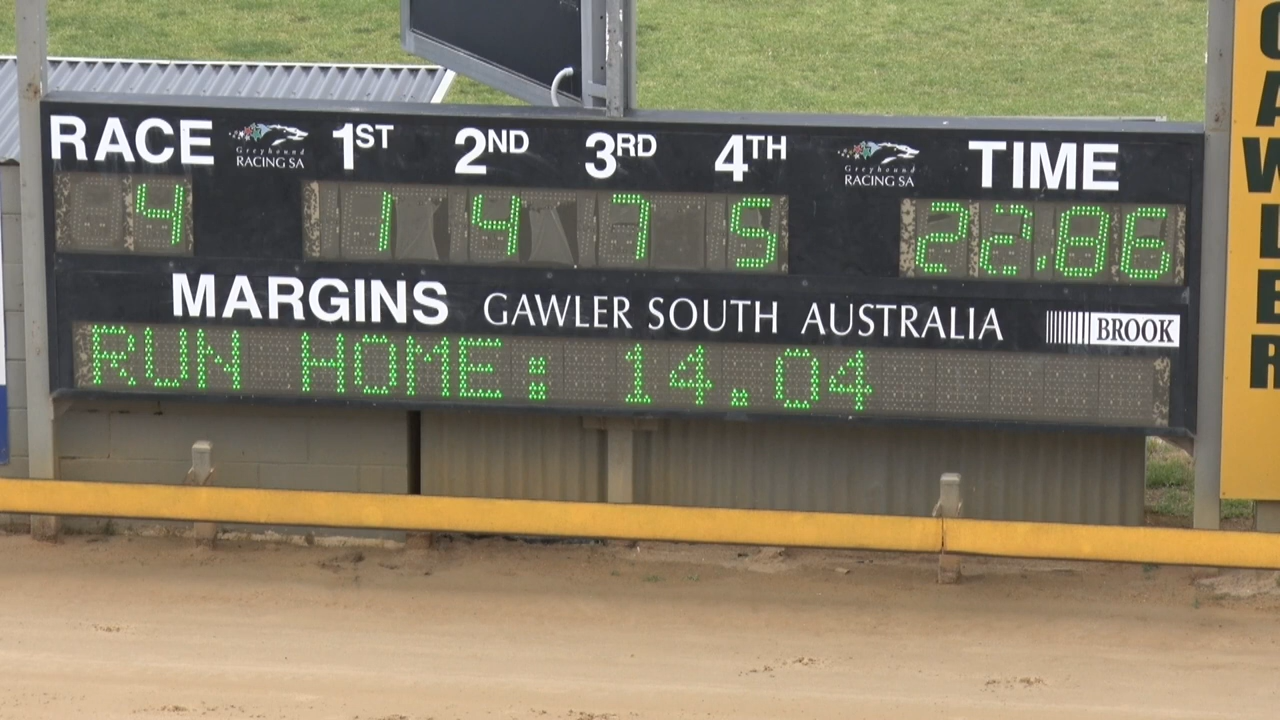 RACE Greyhound RACING SA 1ST 2ND 3RD 4TH Greyhound RACING SA TIME
4 1 4 7 5 22.86
MARGINS GAWLER SOUTH AUSTRALIA BROOK
RUN HOME: 14.04
GAWLER